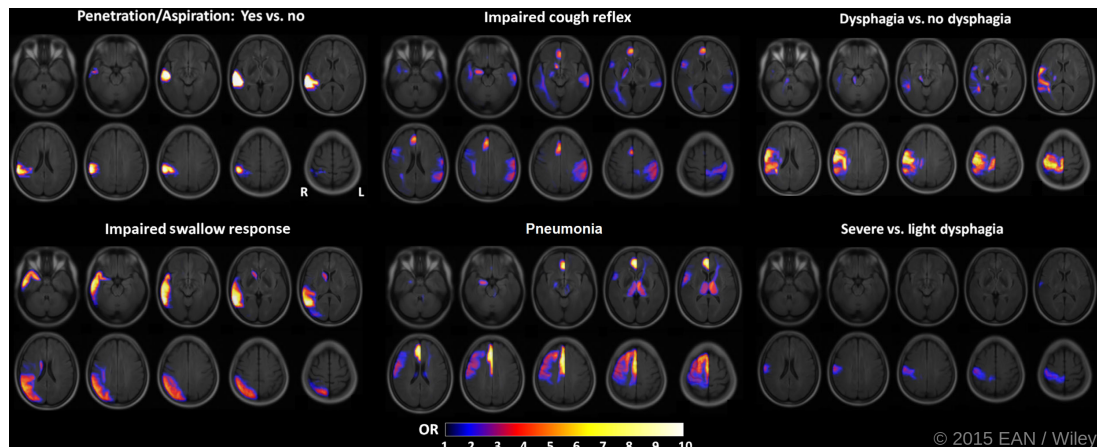 Penetration/Aspiration: Yes vs. no
Impaired cough reflex
Dysphagia vs. no dysphagia
R L
Impaired swallow response
Pneumonia
Severe vs. light dysphagia
OR
1 2 3 4 5 6 7 8 9 10
© 2015 EAN / Wiley